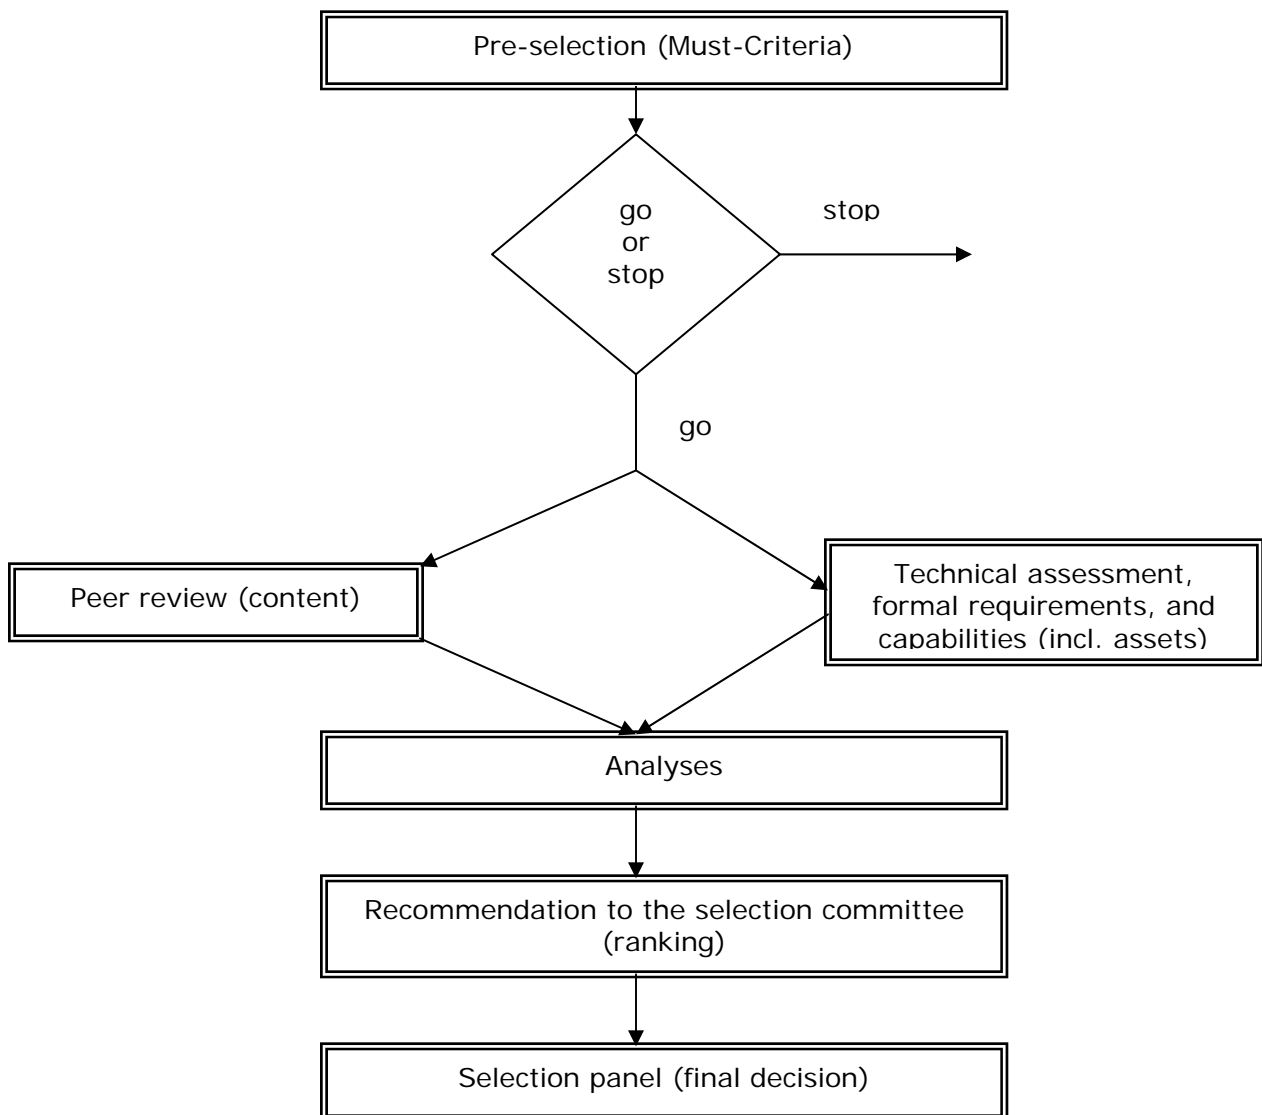 Pre-selection (Must-Criteria)
go
or
stop
stop
go
Peer review (content)
Technical assessment,
formal requirements, and
capabilities (incl. assets)
Analyses
Recommendation to the selection committee
(ranking)
Selection panel (final decision)